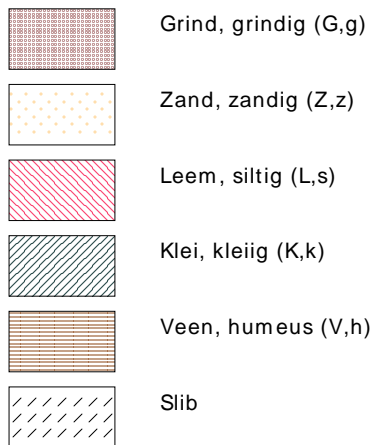 Grind, grindig (G,g)
Zand, zandig (Z,z)
Leem, siltig (L,s)
Klei, kleiig (K,k)
Veen, humeus (V,h)
Slib